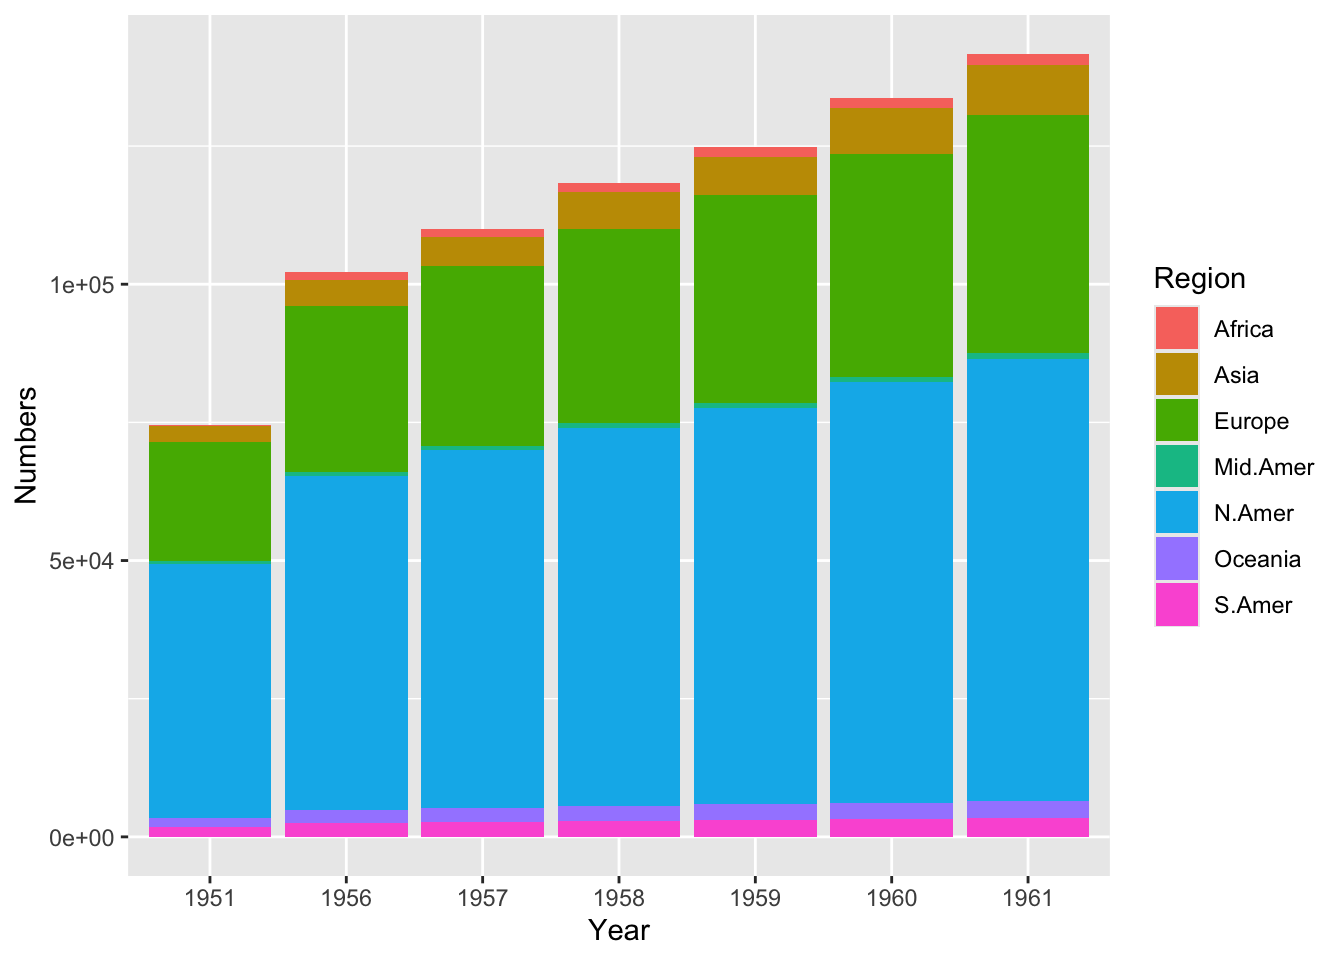 Numbers
1e+05
5e+04
0e+00
1951 1956 1957 1958 1959 1960 1961
Year
Region
Africa
Asia
Europe
Mid.Amer
N.Amer
Oceania
S.Amer